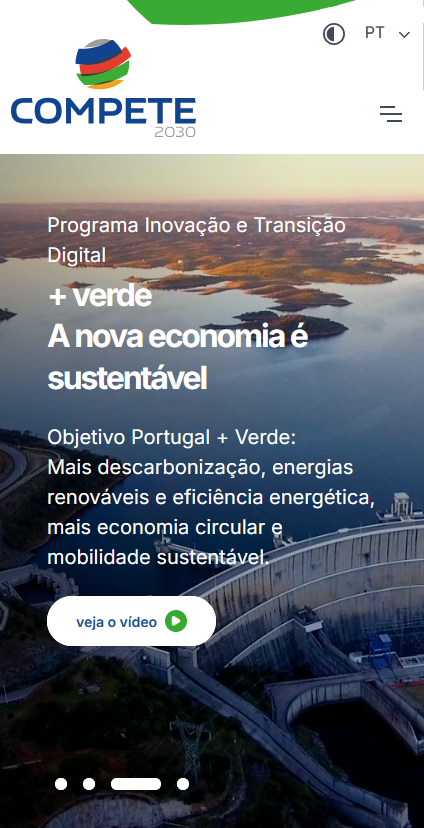 PT
COMPETE
2030
Programa Inovação e Transição
Digital
+ verde
A nova economia é
sustentável
Objetivo Portugal + Verde:
Mais descarbonização, energias
renováveis e eficiência energética,
mais economia circular e
mobilidade sustentável.
veja o vídeo